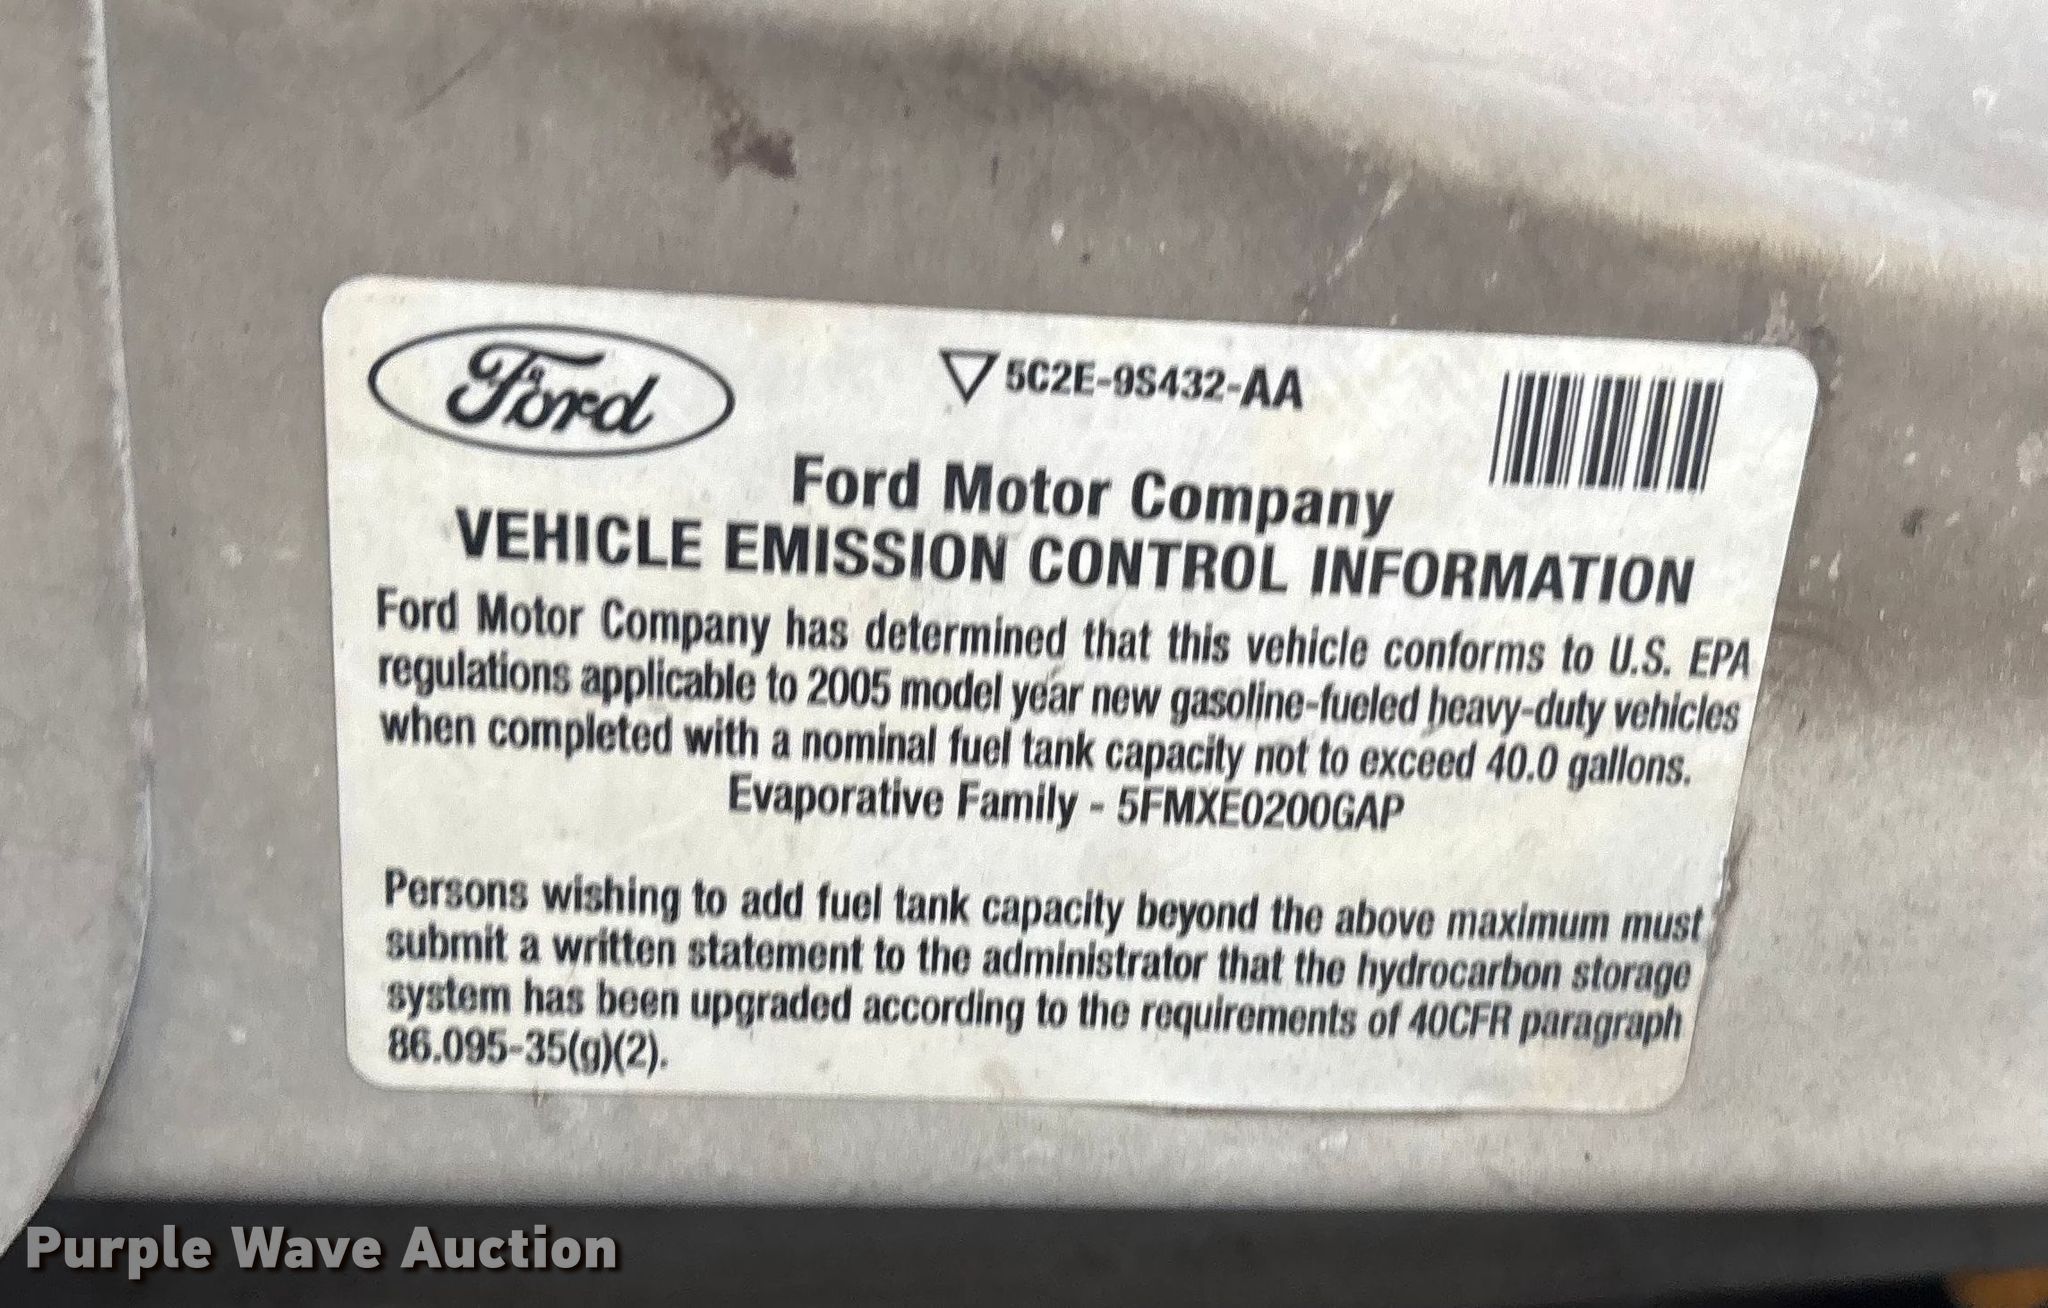 Ford
5C2E-9S432-AA
Ford Motor Company
VEHICLE EMISSION CONTROL INFORMATION
Ford Motor Company has determined that this vehicle conforms to U.S. EPA
regulations applicable to 2005 model year new gasoline-fueled heavy-duty vehicles
when completed with a nominal fuel tank capacity not to exceed 40.0 gallons.
Evaporative Family - 5FMXE0200GAP
Persons wishing to add fuel tank capacity beyond the above maximum must
submit a written statement to the administrator that the hydrocarbon storage
system has been upgraded according to the requirements of 40CFR paragraph
86.095-35(g)(2).
Purple Wave Auction